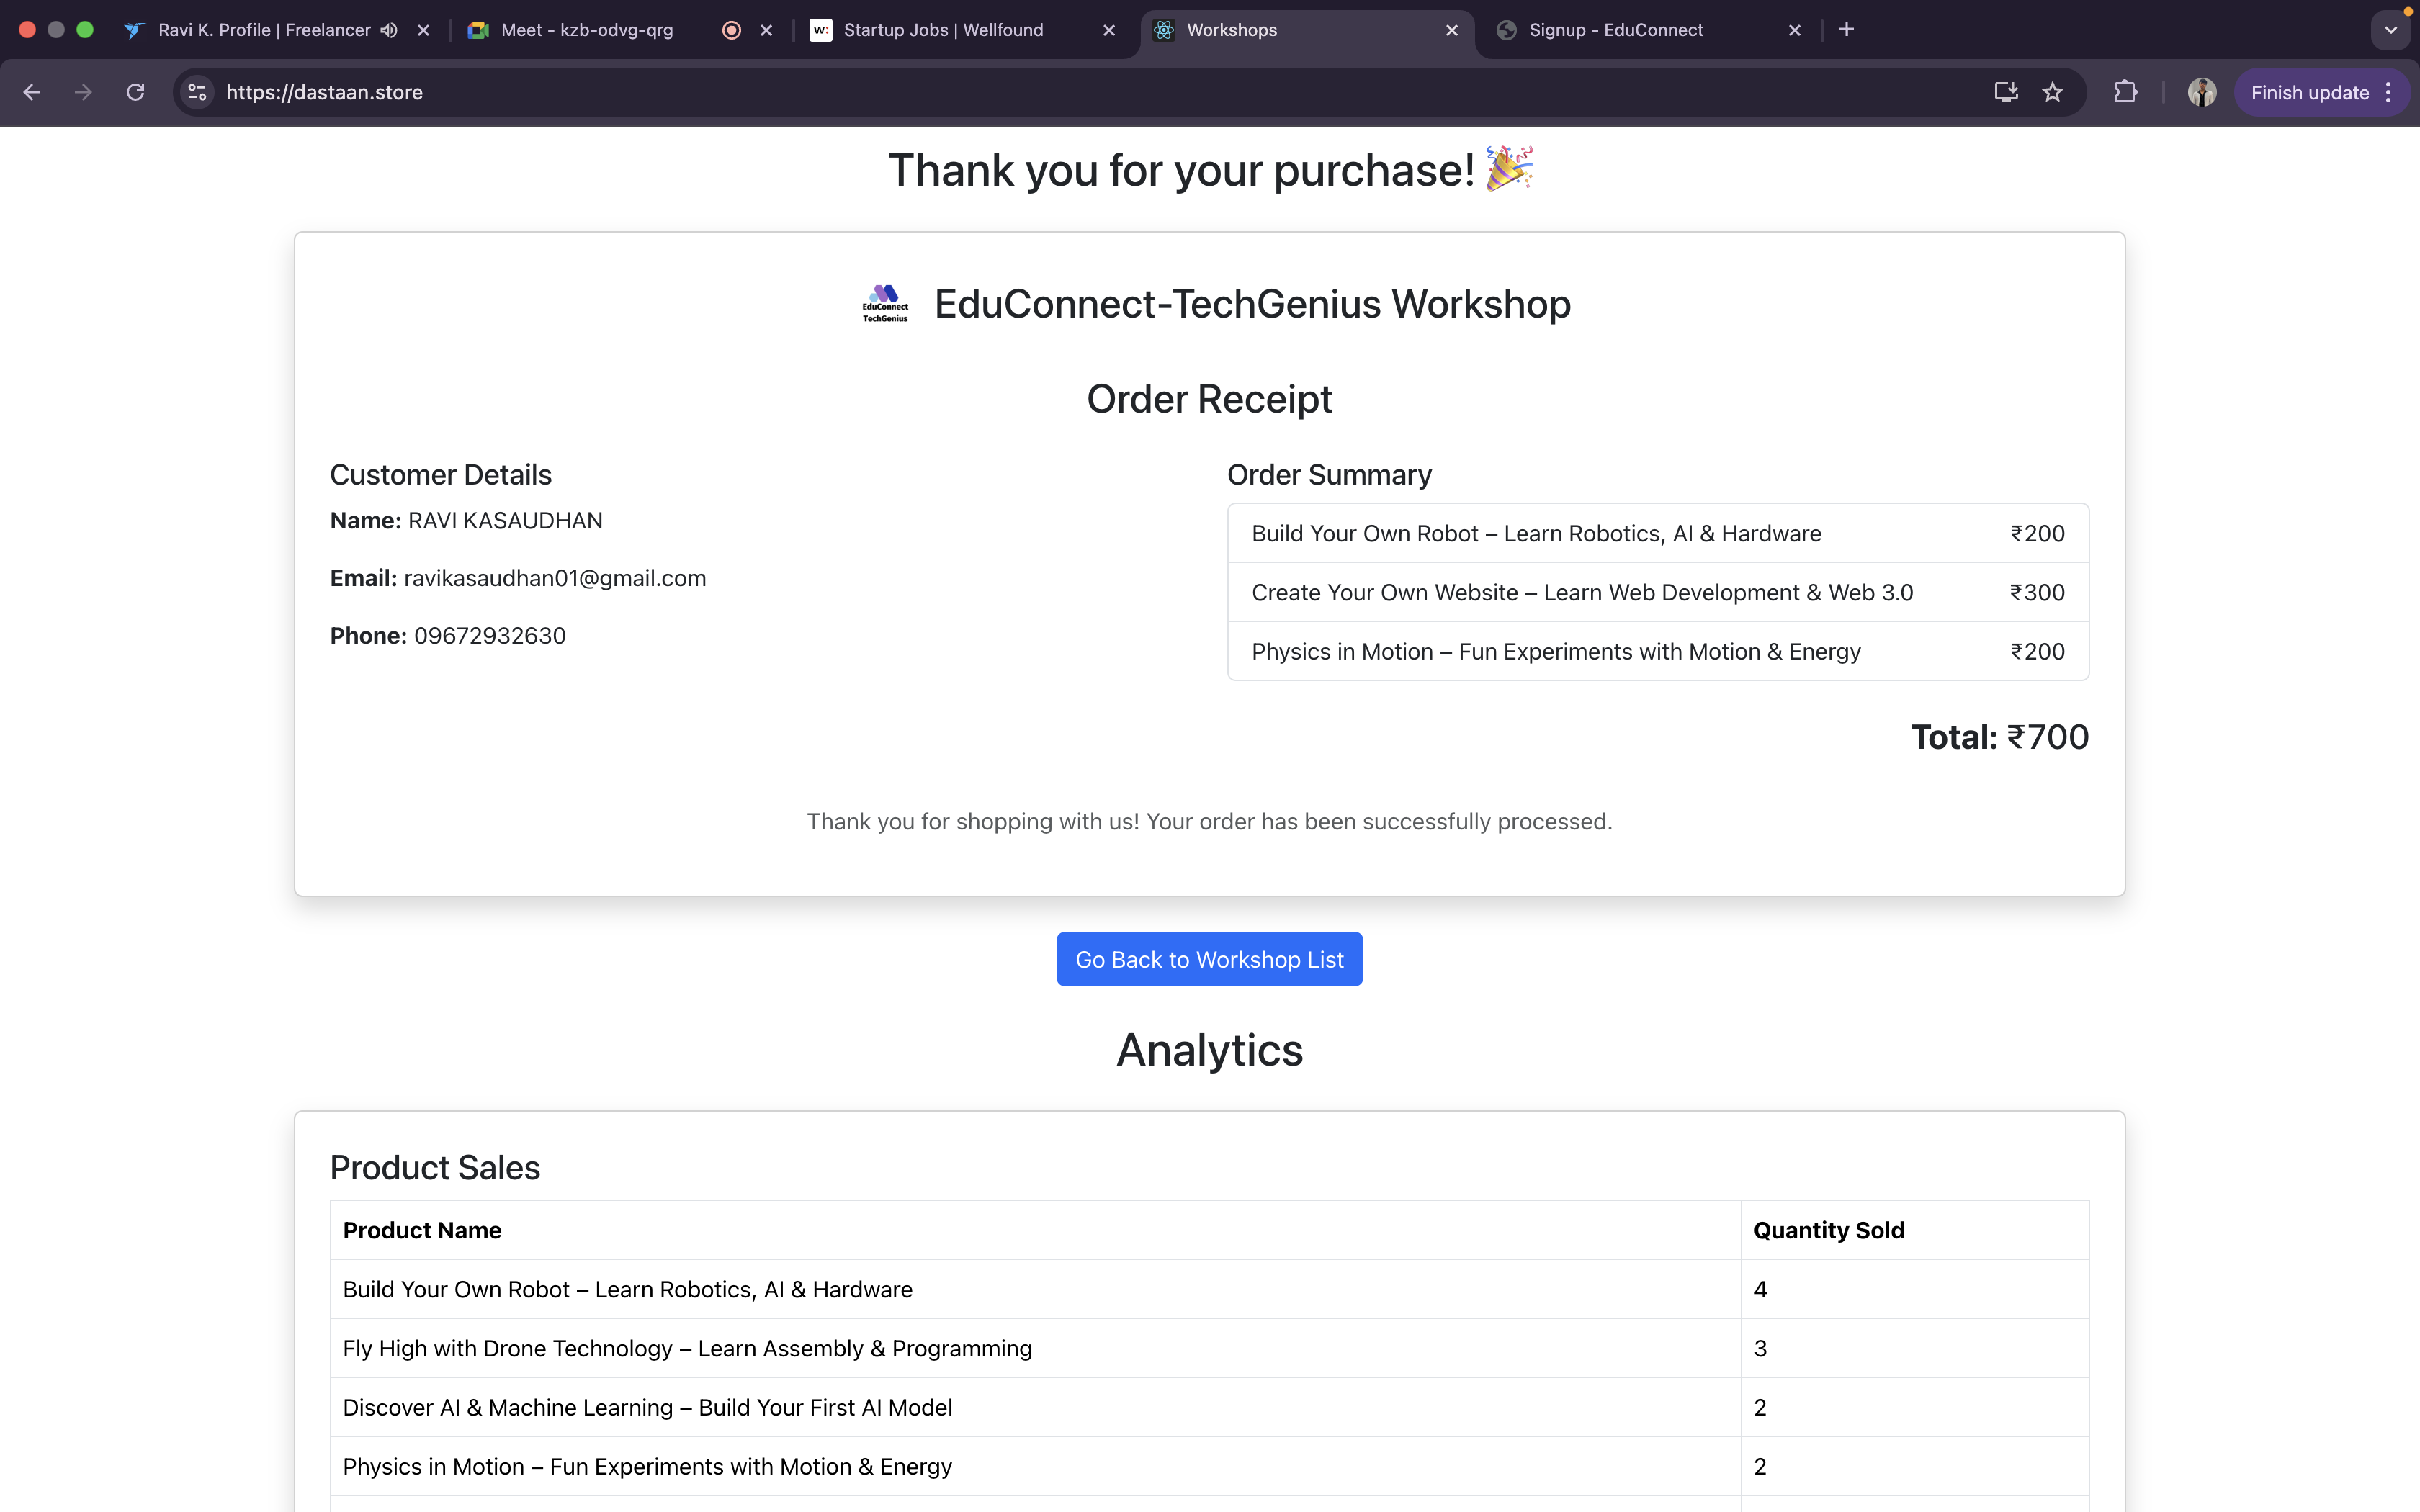 Ravi K. Profile | Freelancer
Meet - kzb-odvg-qrg
w: Startup Jobs | Wellfound
Workshops
Signup - EduConnect
https://dastaan.store
Finish update
Thank you for your purchase! 🎉
EduConnect
TechGenius
EduConnect-TechGenius Workshop
Order Receipt
Customer Details
Name: RAVI KASAUDHAN
Email: ravikasaudhan01@gmail.com
Phone: 09672932630
Order Summary
Build Your Own Robot – Learn Robotics, AI & Hardware ₹200
Create Your Own Website – Learn Web Development & Web 3.0 ₹300
Physics in Motion – Fun Experiments with Motion & Energy ₹200
Total: ₹700
Thank you for shopping with us! Your order has been successfully processed.
Go Back to Workshop List
Analytics
Product Sales
Product Name Quantity Sold
Build Your Own Robot – Learn Robotics, AI & Hardware 4
Fly High with Drone Technology – Learn Assembly & Programming 3
Discover AI & Machine Learning – Build Your First AI Model 2
Physics in Motion – Fun Experiments with Motion & Energy 2